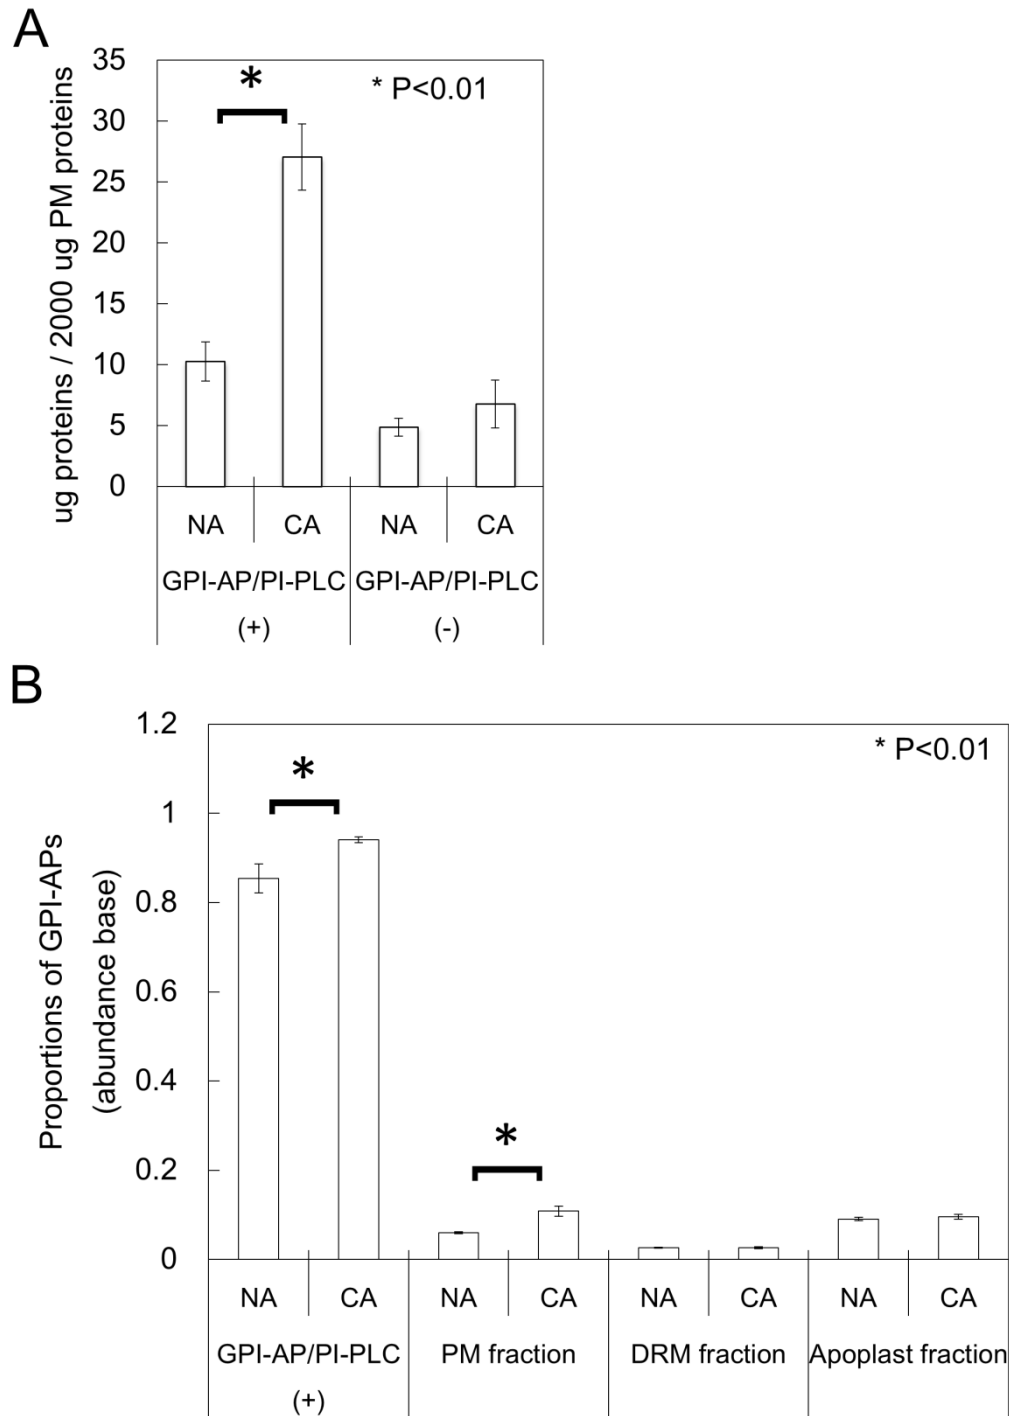 A
ug proteins / 2000 ug PM proteins
35
30
25
20
15
10
5
0
*
* P<0.01
NA CA NA CA
GPI-AP/PI-PLC GPI-AP/PI-PLC
(+) (-)
B
Proportions of GPI-APs
(abundance base)
1.2
1
0.8
0.6
0.4
0.2
0
*
*
* P<0.01
NA CA NA CA NA CA NA CA
GPI-AP/PI-PLC PM fraction DRM fraction Apoplast fraction
(+)